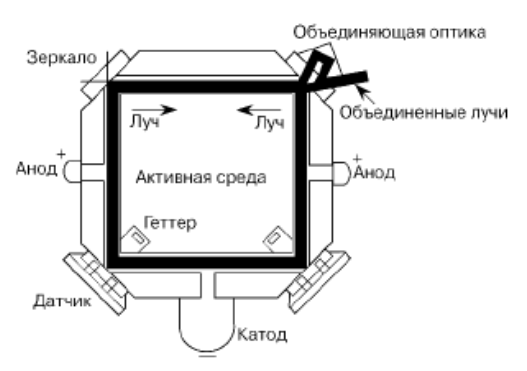 Объединяющая оптика
Зеркало
Объединенные лучи
Луч
Луч
Анод
+
+
Анод
Активная среда
Геттер
Датчик
Катод